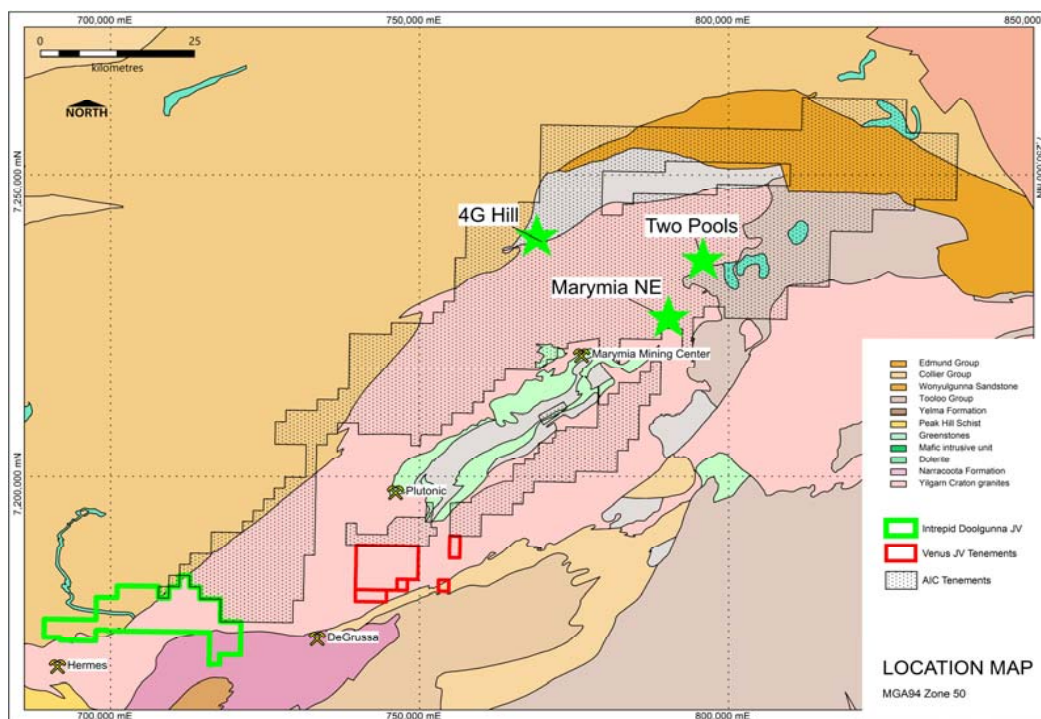 700,000 mE
750,000 mE
800,000 mE
850,000
0
25
kilometres
NORTH
7,250,000 mN
7,250,000 mN
4G Hill
Two Pools
Marymia NE
Marymia Mining Center
Edmund Group
Collier Group
Wonyulgunna Sandstone
Tooloo Group
Yelma Formation
Peak Hill Schist
Greenstones
Mafic intrusive unit
Dolerite
Narracoota Formation
Yilgarn Craton granites
7,200,000 mN
Plutonic
Intrepid Doolgunna JV
Venus JV Tenements
AIC Tenements
DeGrussa
Hermes
LOCATION MAP
MGA94 Zone 50
700,000 mE
750,000 mE
800,000 mE